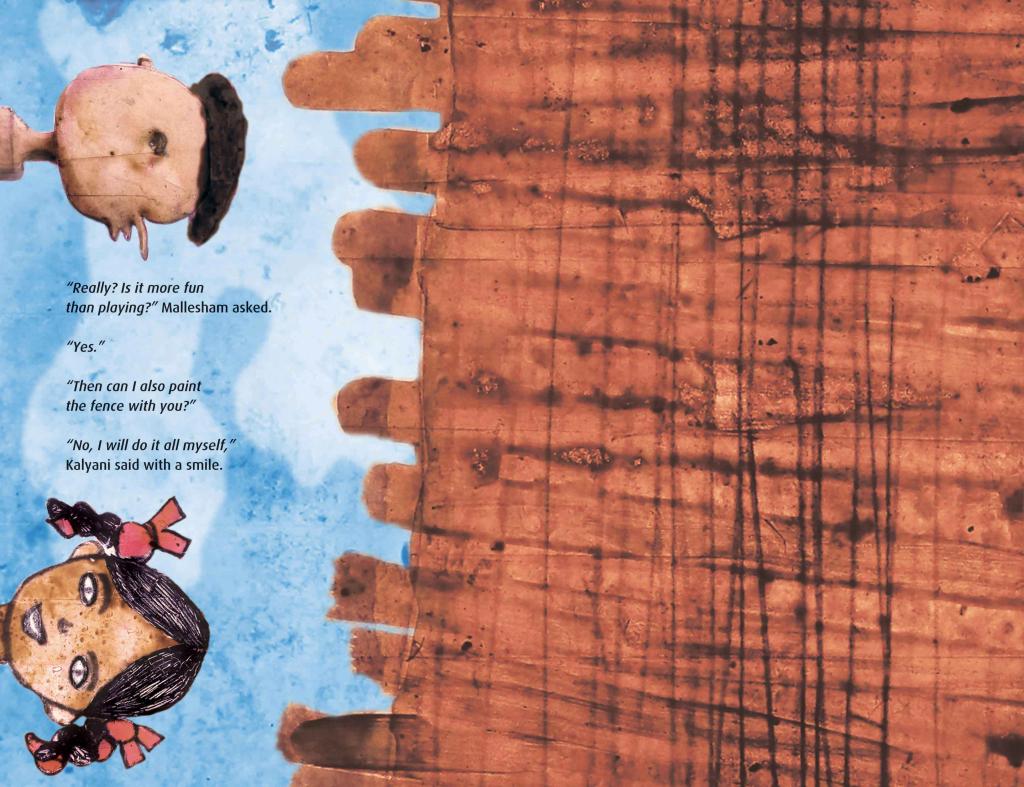 “Really? Is it more fun
than playing?” Mallesham asked.
“Yes.”
“Then can I also paint
the fence with you?”
“No, I will do it all myself,”
Kalyani said with a smile.